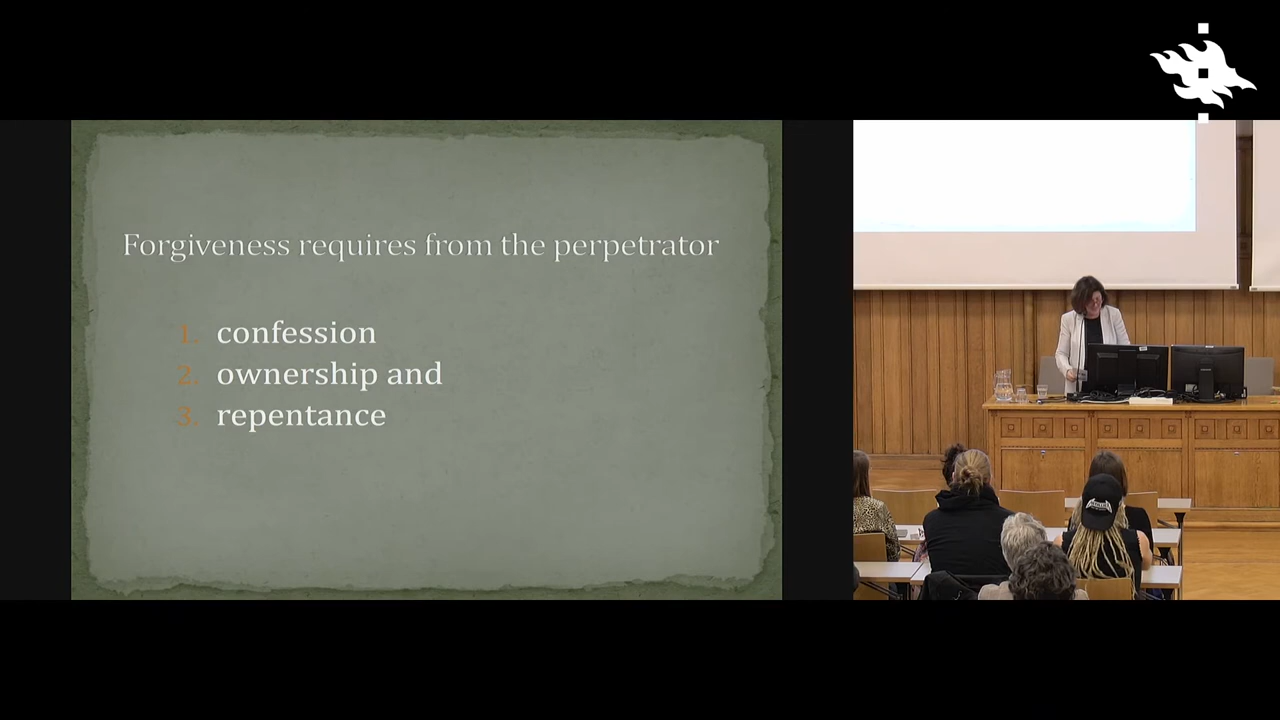 Forgiveness requires from the perpetrator
1. confession
2. ownership and
3. repentance